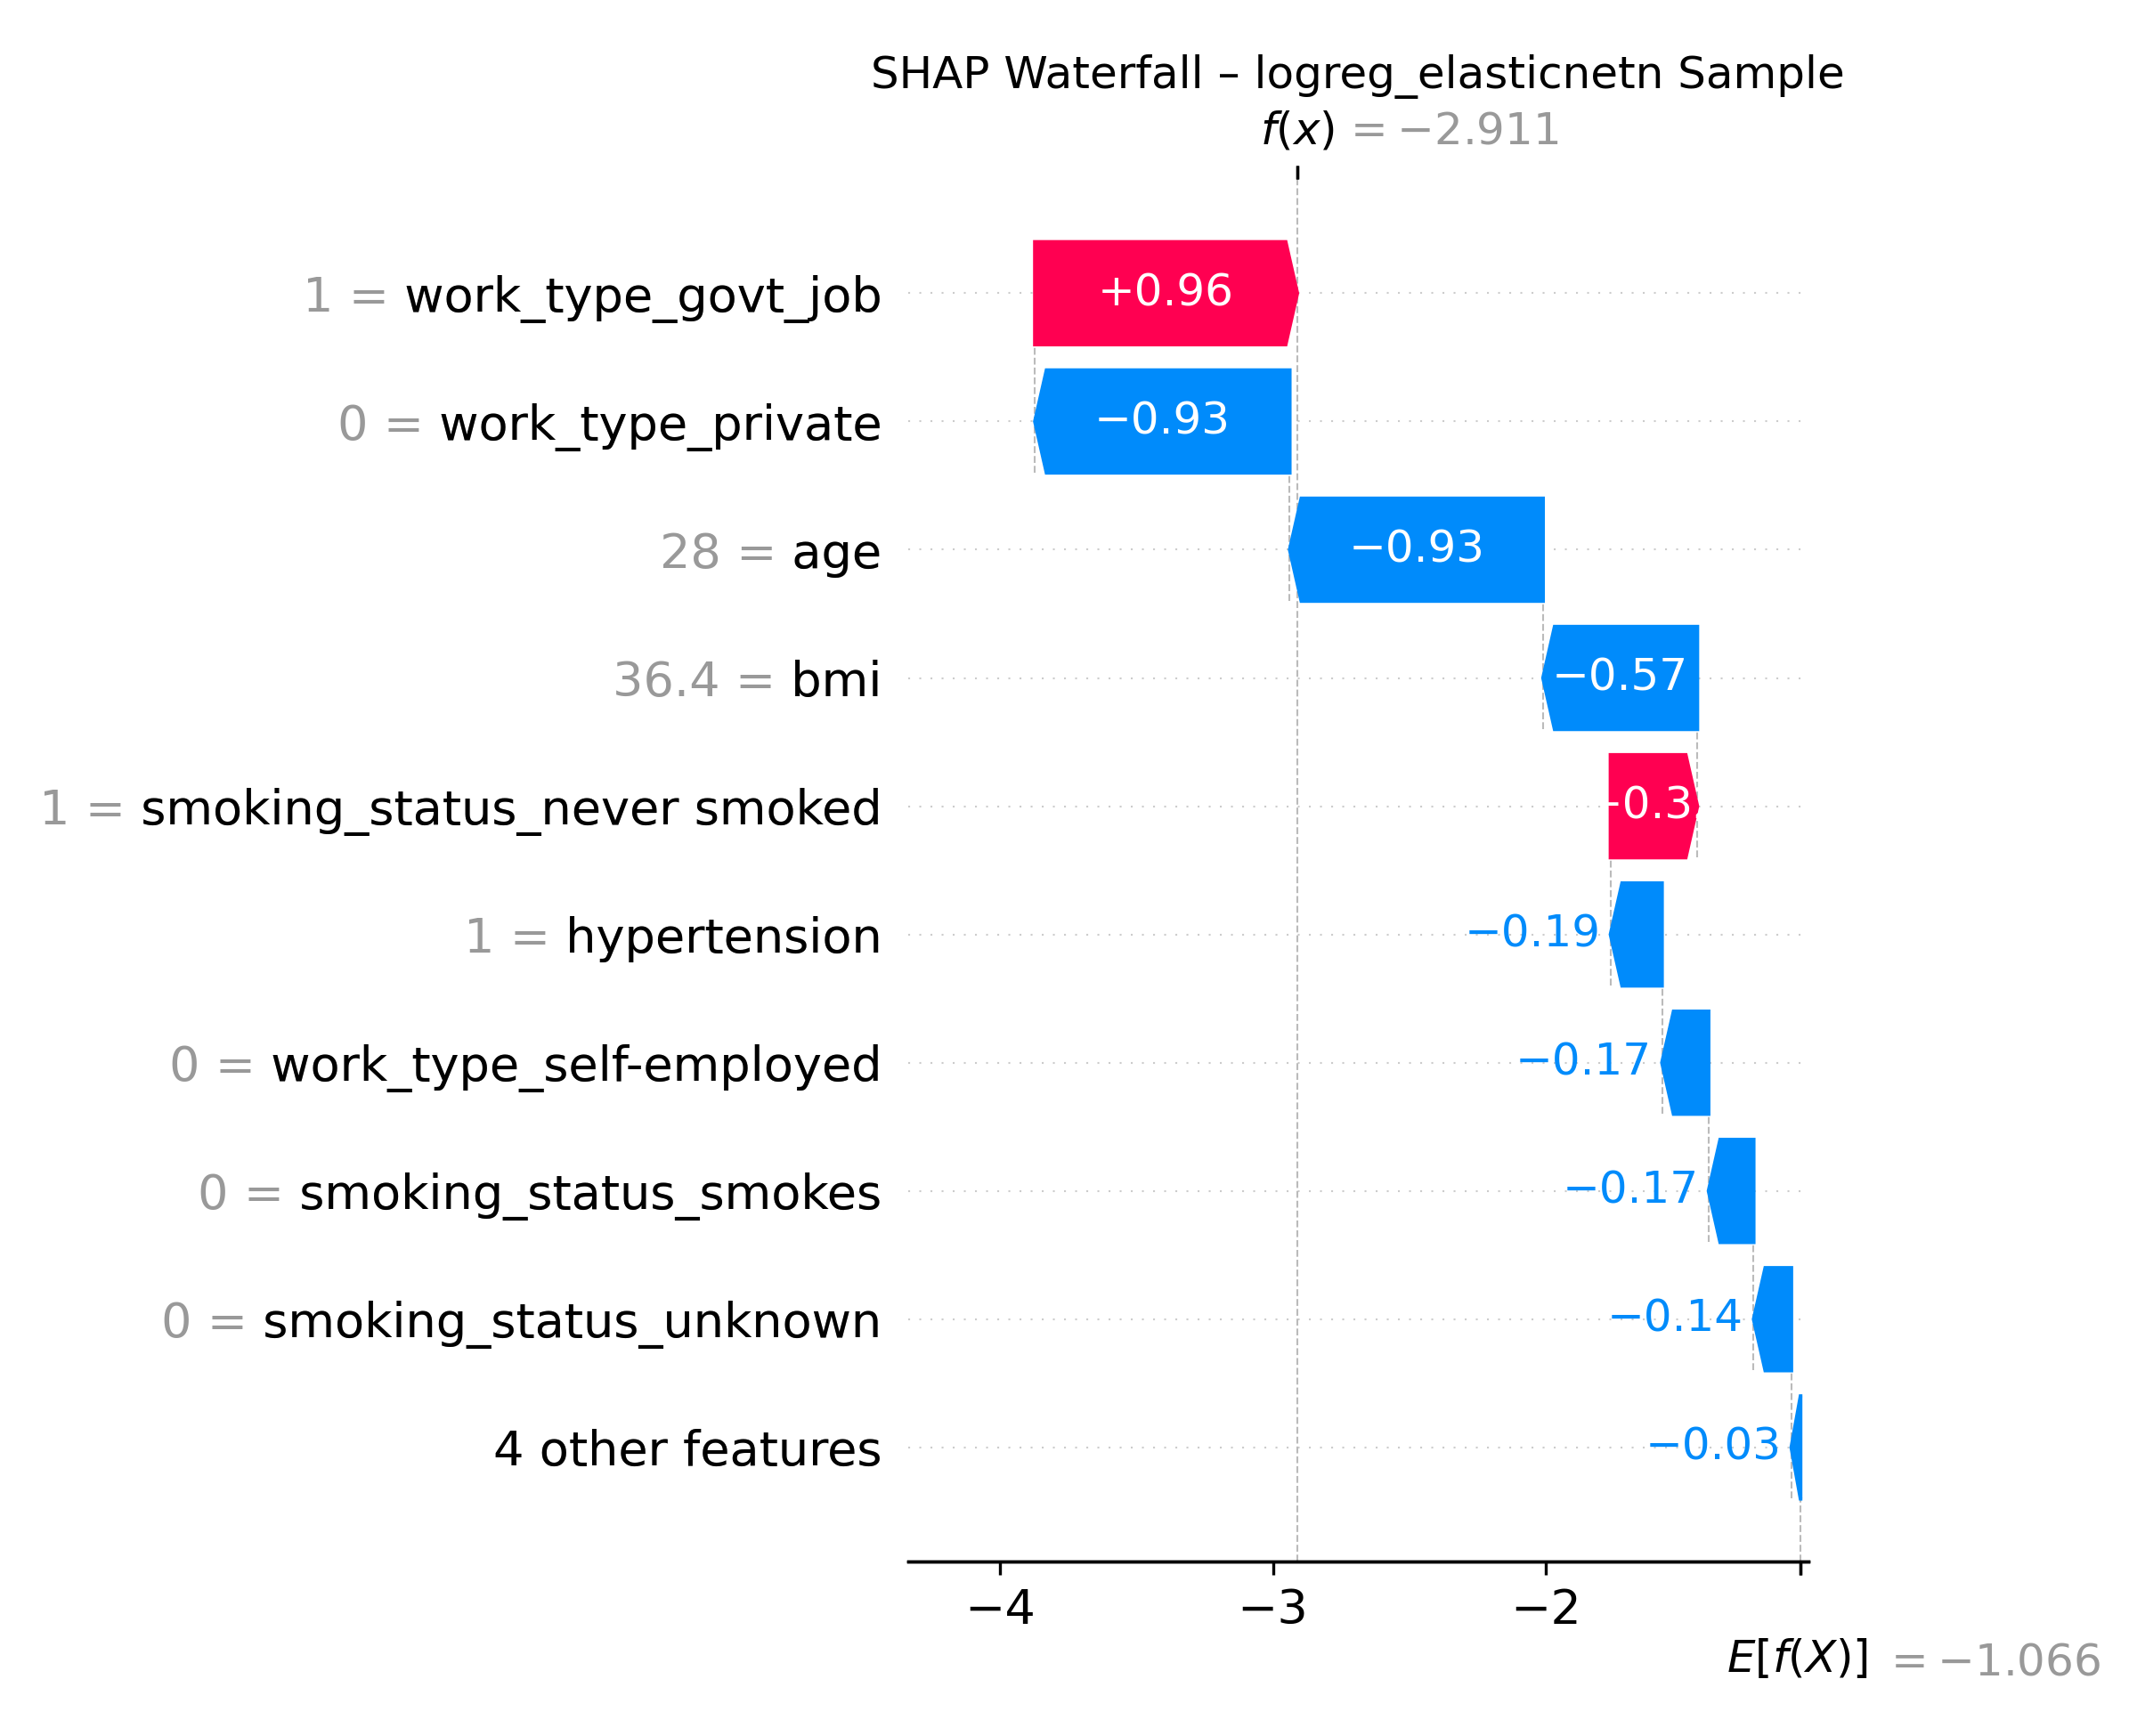 SHAP Waterfall – logreg_elasticnetn Sample
f(x) = −2.911
1 = work_type_govt_job +0.96
0 = work_type_private −0.93
28 = age −0.93
36.4 = bmi −0.57
1 = smoking_status_never smoked
1 = hypertension −0.19
0 = work_type_self-employed −0.17
0 = smoking_status_smokes −0.17
0 = smoking_status_unknown −0.14
4 other features −0.03
−4 −3 −2
E[f(X)] = −1.066